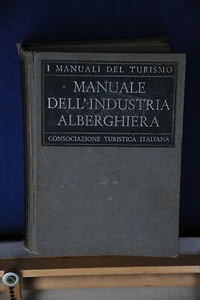 I MANUALI DEL TURISMO
MANUALE
DELL'INDUSTRIA
ALBERGHIERA
CONSOCIAZIONE TURISTICA ITALIANA